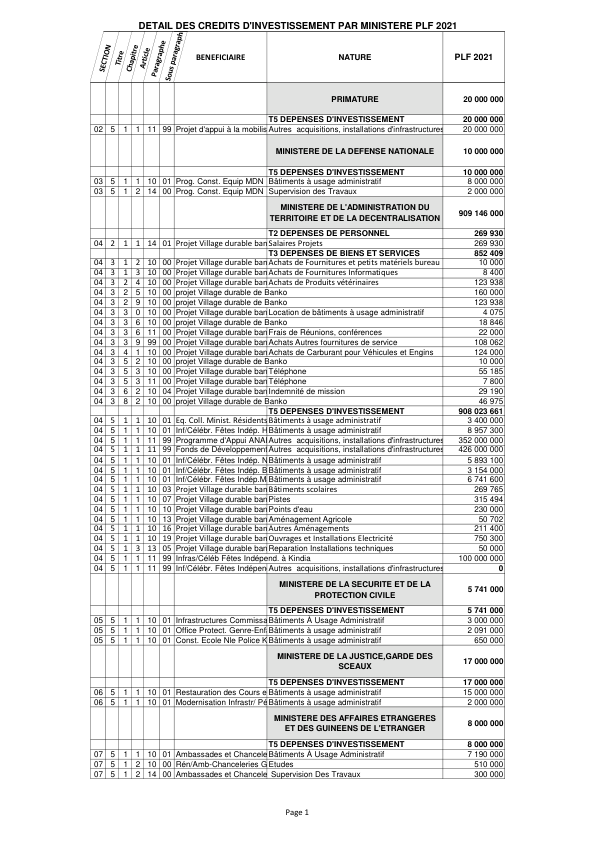 DETAIL DES CREDITS D'INVESTISSEMENT PAR MINISTERE PLF 2021
SECTION Titre Chapitre Article Paragraphe Sous paragraph BENEFICIAIRE NATURE PLF 2021
PRIMATURE 20 000 000
T5 DEPENSES D'INVESTISSEMENT 20 000 000
02 5 1 1 11 99 Projet d'appui à la mobilis Autres acquisitions, installations d'infrastructures 20 000 000
MINISTERE DE LA DEFENSE NATIONALE 10 000 000
T5 DEPENSES D'INVESTISSEMENT 10 000 000
03 5 1 1 10 01 Prog. Const. Equip MDN Bâtiments à usage administratif 8 000 000
03 5 1 2 14 00 Prog. Const. Equip MDN Supervision des Travaux 2 000 000
MINISTERE DE L'ADMINISTRATION DU
TERRITOIRE ET DE LA DECENTRALISATION 909 146 000
T2 DEPENSES DE PERSONNEL 269 930
04 2 1 1 14 01 Projet Village durable ban Salaires Projets 269 930
T3 DEPENSES DE BIENS ET SERVICES 852 409
04 3 1 2 10 00 Projet Village durable ban Achats de Fournitures et petits matériels bureau 10 000
04 3 1 3 10 00 Projet Village durable ban Achats de Fournitures Informatiques 8 400
04 3 2 4 10 00 Projet Village durable ban Achats de Produits vétérinaires 123 938
04 3 2 5 10 00 projet Village durable de Banko 160 000
04 3 2 9 10 00 projet Village durable de Banko 123 938
04 3 3 0 10 00 Projet Village durable ban Location de bâtiments à usage administratif 4 075
04 3 3 6 10 00 projet Village durable de Banko 18 846
04 3 3 6 11 00 Projet Village durable ban Frais de Réunions, conférences 22 000
04 3 3 9 99 00 Projet Village durable ban Achats Autres fournitures de service 108 062
04 3 4 1 10 00 Projet Village durable ban Achats de Carburant pour Véhicules et Engins 124 000
04 3 5 2 10 00 projet Village durable de Banko 10 000
04 3 5 3 10 00 Projet Village durable ban Téléphone 55 185
04 3 5 3 11 00 Projet Village durable ban Téléphone 7 800
04 3 6 2 10 04 Projet Village durable ban Indemnité de mission 29 190
04 3 8 2 10 00 projet Village durable de Banko 46 975
T5 DEPENSES D'INVESTISSEMENT 908 023 661
04 5 1 1 10 01 Eq. Coll. Minist. Résidents Bâtiments à usage administratif 3 400 000
04 5 1 1 10 01 Inf/Célébr. Fêtes Indép. Bâtiments à usage administratif 8 957 300
04 5 1 1 11 99 Programme d'Appui ANA Autres acquisitions, installations d'infrastructures 352 000 000
04 5 1 1 11 99 Fonds de Développemen Autres acquisitions, installations d'infrastructures 426 000 000
04 5 1 1 10 01 Inf/Célébr. Fêtes Indép. N Bâtiments à usage administratif 5 893 100
04 5 1 1 10 01 Inf/Célébr. Fêtes Indép. B Bâtiments à usage administratif 3 154 000
04 5 1 1 10 01 Inf/Célébr. Fêtes Indép.M Bâtiments à usage administratif 6 741 600
04 5 1 1 10 03 Projet Village durable ban Bâtiments scolaires 269 765
04 5 1 1 10 07 Projet Village durable ban Pistes 315 494
04 5 1 1 10 10 Projet Village durable ban Points d'eau 230 000
04 5 1 1 10 13 Projet Village durable ban Aménagement Agricole 50 702
04 5 1 1 10 16 Projet Village durable ban Autres Aménagements 211 400
04 5 1 1 10 19 Projet Village durable ban Ouvrages et Installations Electricité 750 300
04 5 1 3 13 05 Projet Village durable ban Reparation Installations techniques 50 000
04 5 1 1 11 99 Infras/Céléb Fêtes Indépend. à Kindia 100 000 000
04 5 1 1 11 99 Inf/Célébr. Fêtes Indépen Autres acquisitions, installations d'infrastructures 0
MINISTERE DE LA SECURITE ET DE LA
PROTECTION CIVILE 5 741 000
T5 DEPENSES D'INVESTISSEMENT 5 741 000
05 5 1 1 10 01 Infrastructures Commissa Bâtiments À Usage Administratif 3 000 000
05 5 1 1 10 01 Office Protect. Genre-Enf Bâtiments à usage administratif 2 091 000
05 5 1 1 10 01 Const. Ecole Nle Police K Bâtiments à usage administratif 650 000
MINISTERE DE LA JUSTICE,GARDE DES
SCEAUX 17 000 000
T5 DEPENSES D'INVESTISSEMENT 17 000 000
06 5 1 1 10 01 Restauration des Cours e Bâtiments à usage administratif 15 000 000
06 5 1 1 10 01 Modernisation Infrastr/ Pé Bâtiments à usage administratif 2 000 000
MINISTERE DES AFFAIRES ETRANGERES
ET DES GUINEENS DE L'ETRANGER 8 000 000
T5 DEPENSES D'INVESTISSEMENT 8 000 000
07 5 1 1 10 01 Ambassades et Chancele Bâtiments À Usage Administratif 7 190 000
07 5 1 2 10 00 Rén/Amb-Chanceleries G Etudes 510 000
07 5 1 2 14 00 Ambassades et Chancele Supervision Des Travaux 300 000
Page 1